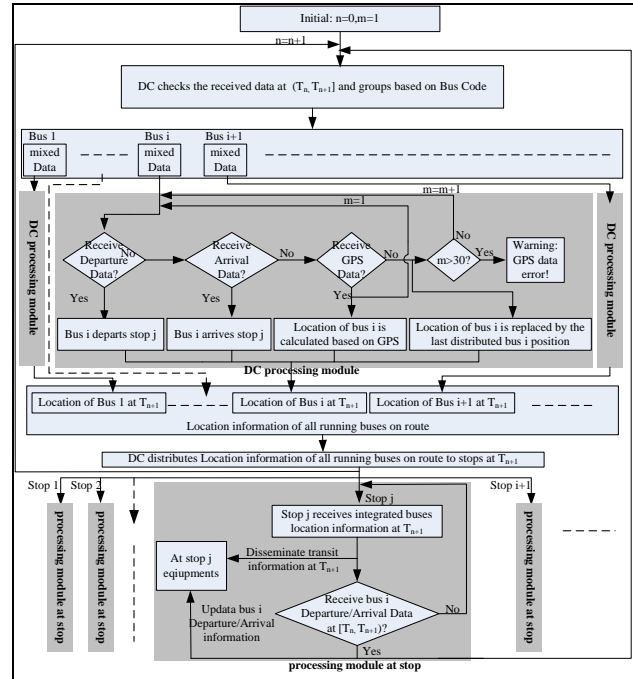 Initial: n=0,m=1
n=n+1
DC checks the received data at (Tn, Tn+1] and groups based on Bus Code
Bus 1
Bus i
Bus i+1
mixed
Data
mixed
Data
mixed
Data
m=m+1
m=1
No
DC processing module
Receive
Departure
Data?
No
Receive
Arrival
Data?
No
Receive
GPS
Data?
No
m>30?
Yes
Warning:
GPS data
error!
DC processing module
Yes
Yes
Yes
Bus i departs stop j
Bus i arrives stop j
Location of bus i is
calculated based on GPS
Location of bus i is replaced by the
last distributed bus i position
DC processing module
Location of Bus 1 at Tn+1
Location of Bus i at Tn+1
Location of Bus i+1 at Tn+1
Location information of all running buses on route
DC distributes Location information of all running buses on route to stops at Tn+1
Stop 1
Stop 2
Stop j
Stop i+1
processing module at stop
processing module at stop
Stop j receives integrated buses
location information at Tn+1
processing module at stop
At stop j
eqiupments
Disseminate transit
information at Tn+1
Updata bus i
Departure/Arrival
information
Receive bus i
Departure/Arrival Data
at [Tn, Tn+1)?
No
Yes
processing module at stop